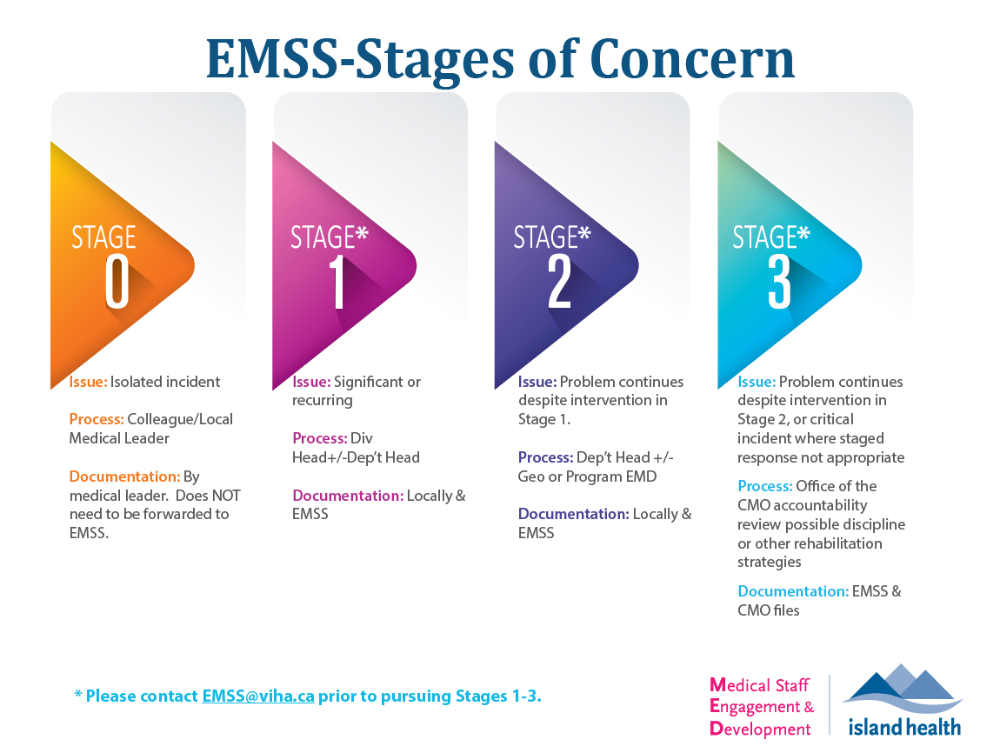 EMSS-Stages of Concern
STAGE
0
Issue: Isolated incident
Process: Colleague/Local
Medical Leader
Documentation: By
medical leader.  Does NOT
need to be forwarded to
EMSS.
STAGE*
1
Issue: Significant or
recurring
Process: Div
Head+/-Dep't Head
Documentation: Locally &
EMSS
STAGE*
2
Issue: Problem continues
despite intervention in
Stage 1.
Process: Dep't Head +/-
Geo or Program EMD
Documentation: Locally &
EMSS
STAGE*
3
Issue: Problem continues
despite intervention in
Stage 2, or critical
incident where staged
response not appropriate
Process: Office of the
CMO accountability
review possible discipline
or other rehabilitation
strategies
Documentation: EMSS &
CMO files
* Please contact EMSS@viha.ca prior to pursuing Stages 1-3.
Medical Staff
Engagement &
Development
island health